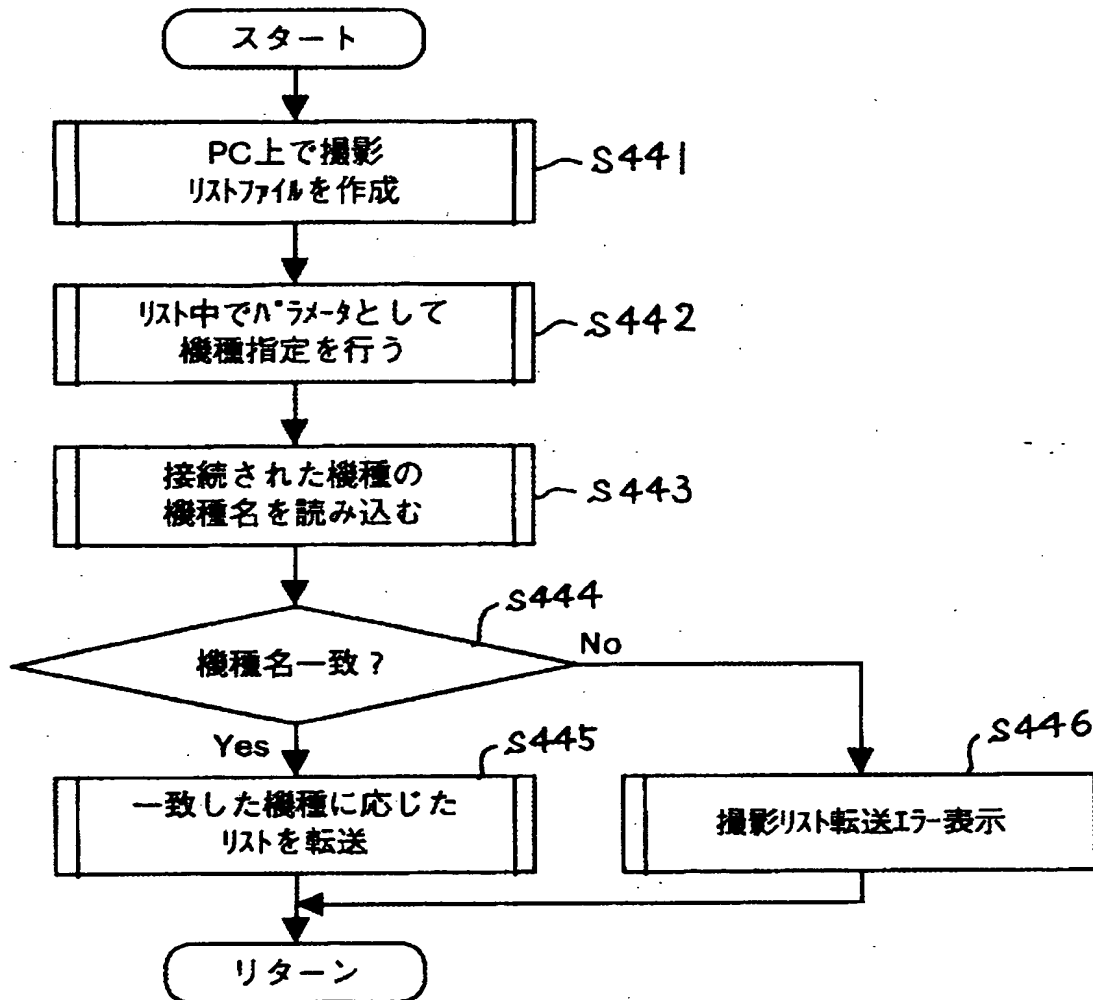 スタート
PC上で撮影
リストファイルを作成
S441
リスト中でパラメータとして
機種指定を行う
S442
接続された機種の
機種名を読み込む
S443
S444
機種名一致？
No
Yes
S445
一致した機種に応じた
リストを転送
S446
撮影リスト転送エラー表示
リターン